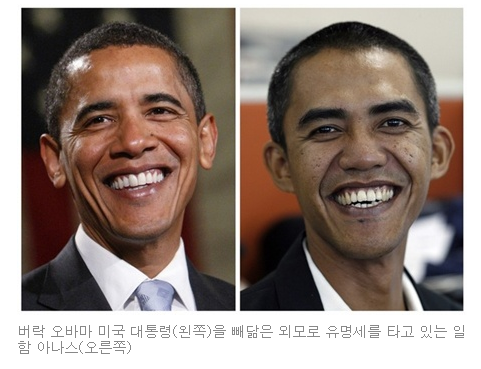 버락 오바마 미국 대통령(왼쪽)을 빼닮은 외모로 유명세를 타고 있는 일
함 아나스(오른쪽)